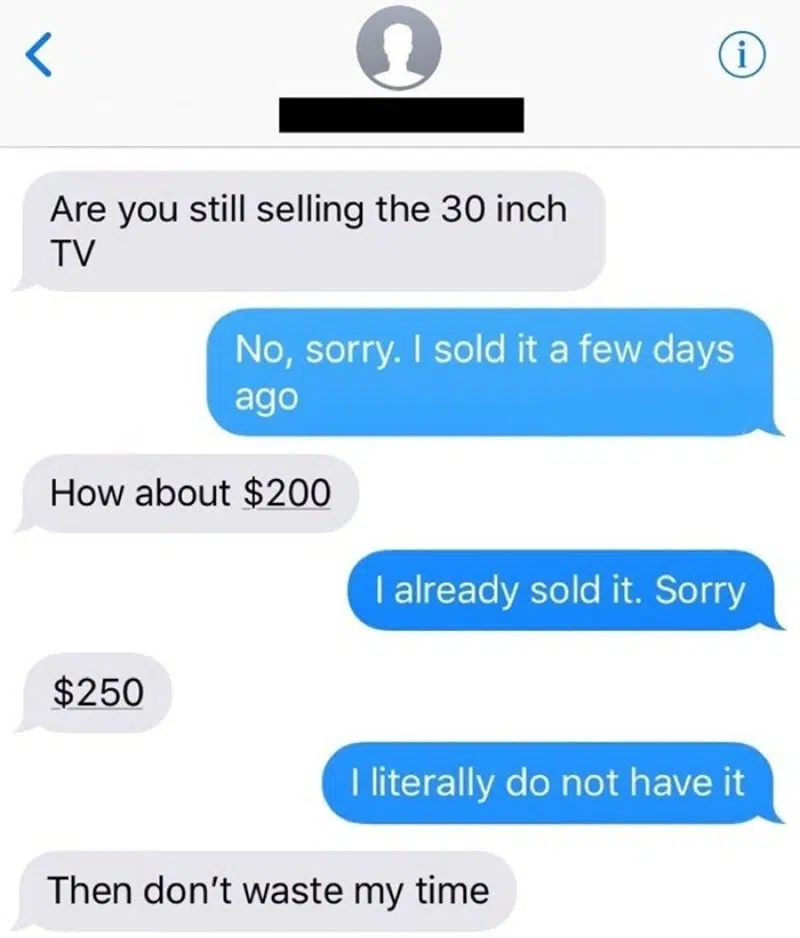 Are you still selling the 30 inch
TV
No, sorry. I sold it a few days
ago
How about $200
I already sold it. Sorry
$250
I literally do not have it
Then don’t waste my time